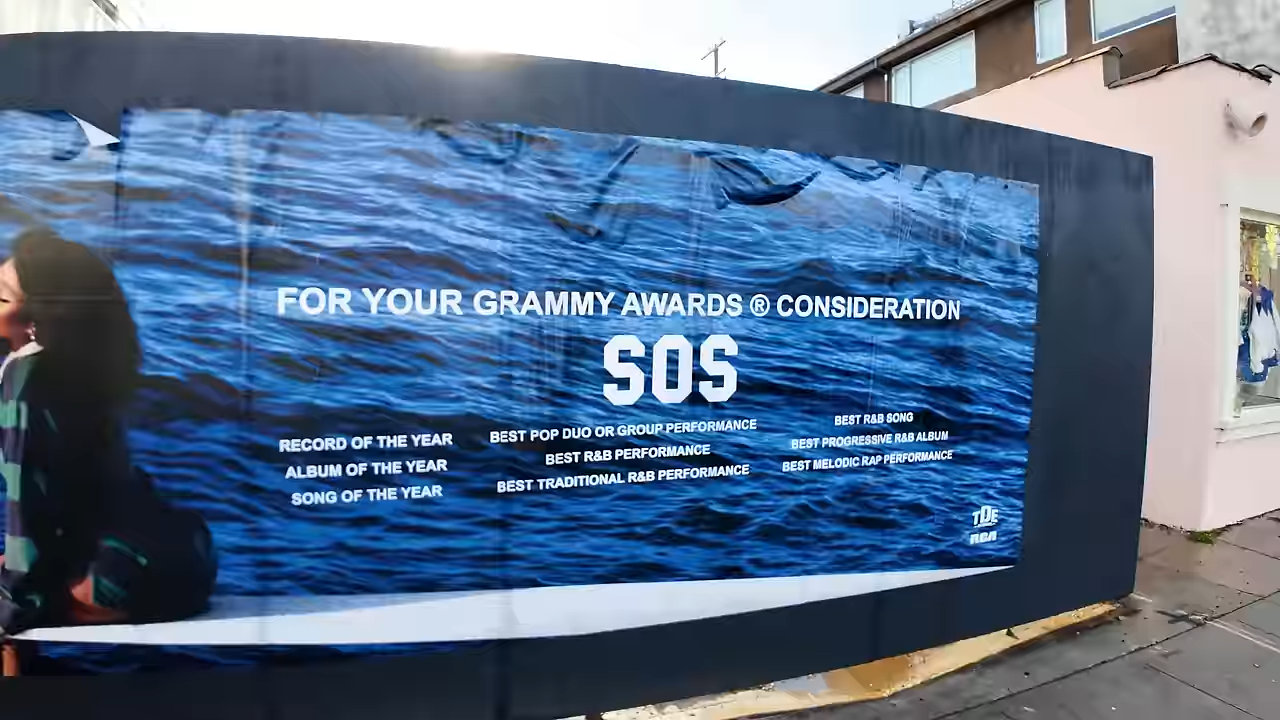 FOR YOUR GRAMMY AWARDS ® CONSIDERATION
SOS
RECORD OF THE YEAR
ALBUM OF THE YEAR
SONG OF THE YEAR
BEST POP DUO OR GROUP PERFORMANCE
BEST R&B PERFORMANCE
BEST TRADITIONAL R&B PERFORMANCE
BEST R&B SONG
BEST PROGRESSIVE R&B ALBUM
BEST MELODIC RAP PERFORMANCE
TDE
RCA